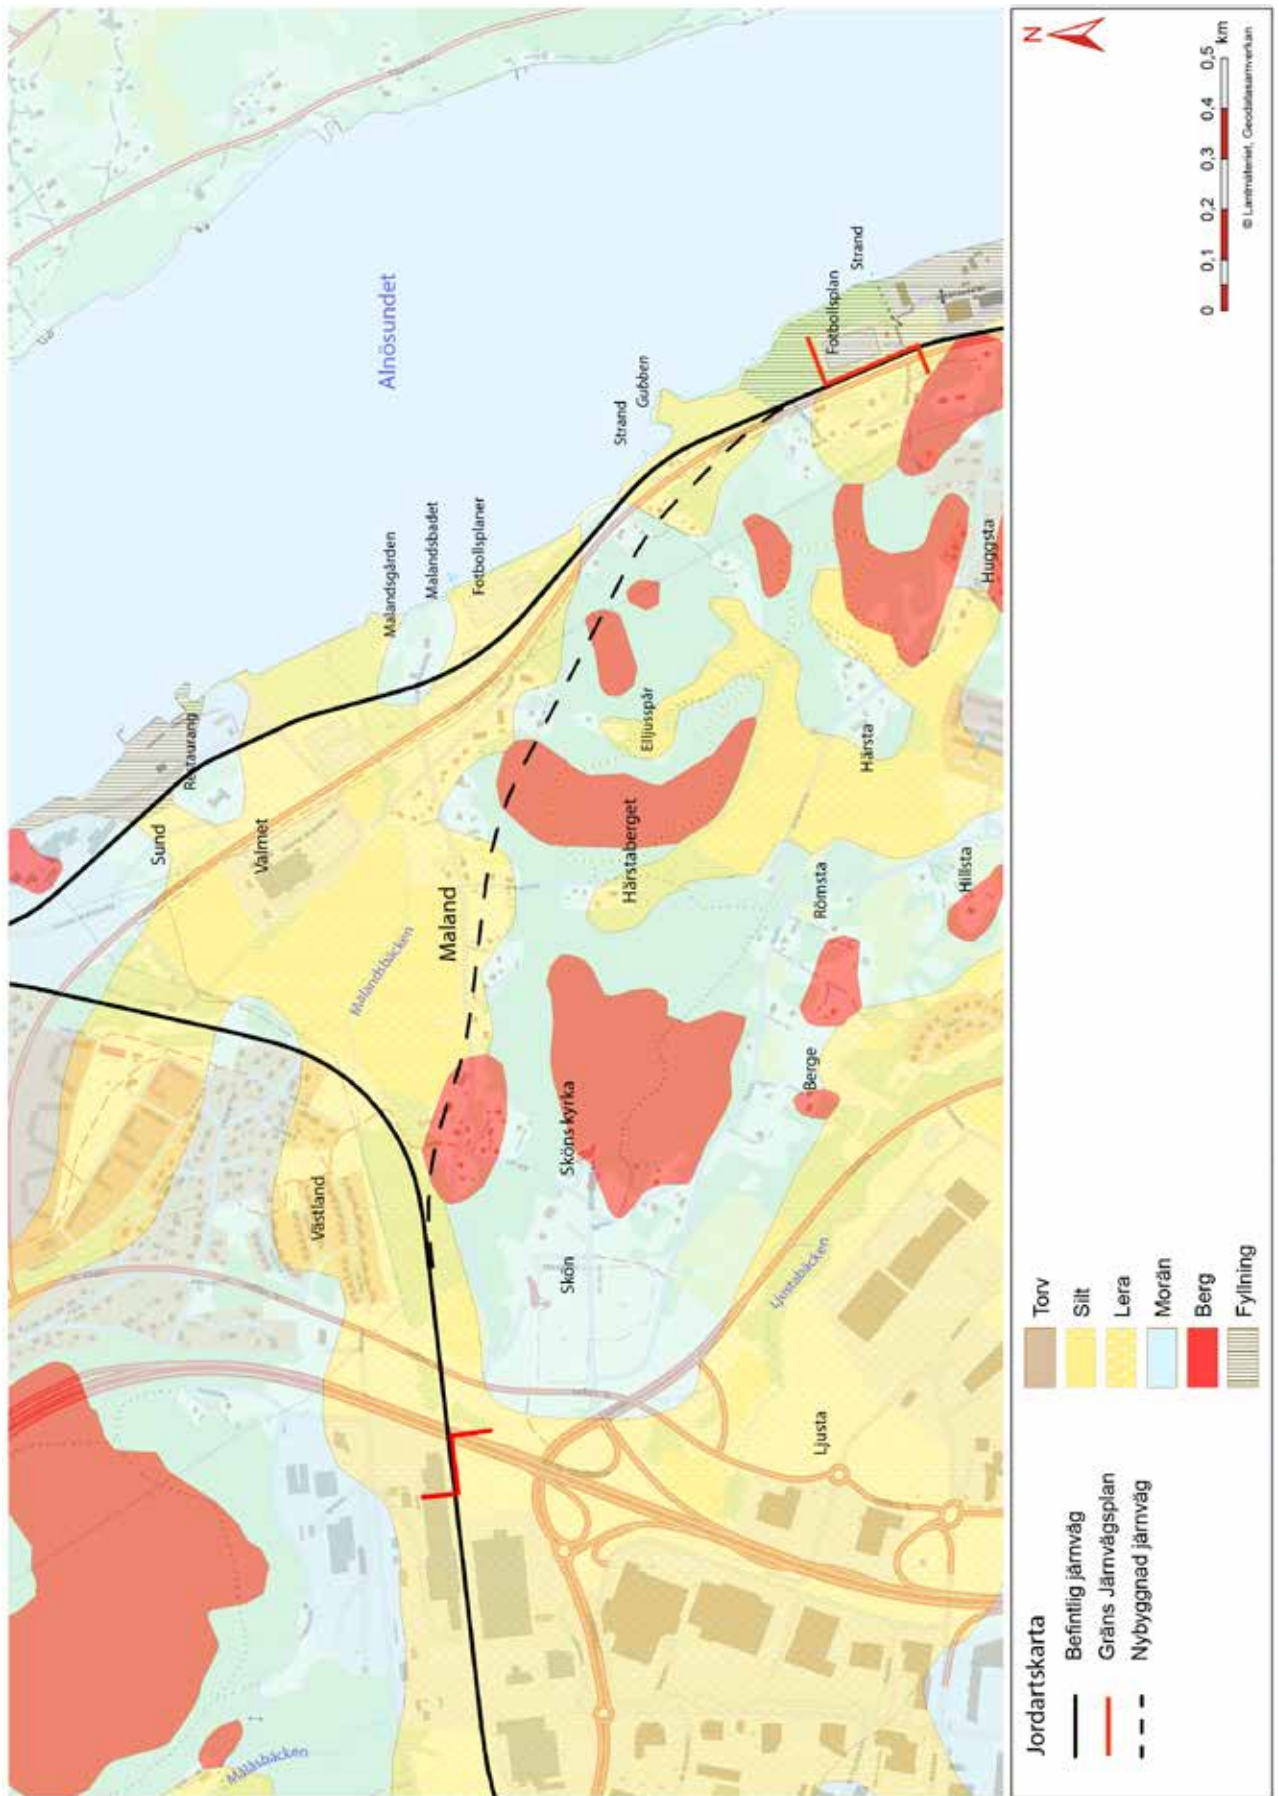 Alnösundet
Fotbollsplan
Strand
Strand
Gubben
Malandsgården
Malandsbadet
Fotbollsplaner
Restaurang
Sund
Valmet
Elljusspår
Huggsta
Härsta
Härstaberget
Maland
Malandsbäcken
Römsta
Hillsta
Berge
Sköns kyrka
Västland
Skön
Ljustabäcken
Ljusta
Målåsbäcken
Jordartskarta
Befintlig järnväg
Gräns Järnvägsplan
Nybyggnad järnväg
Torv
Silt
Lera
Morän
Berg
Fyllning
N
0 0,1 0,2 0,3 0,4 0,5
km
© Lantmäteriet, Geodatasamverkan